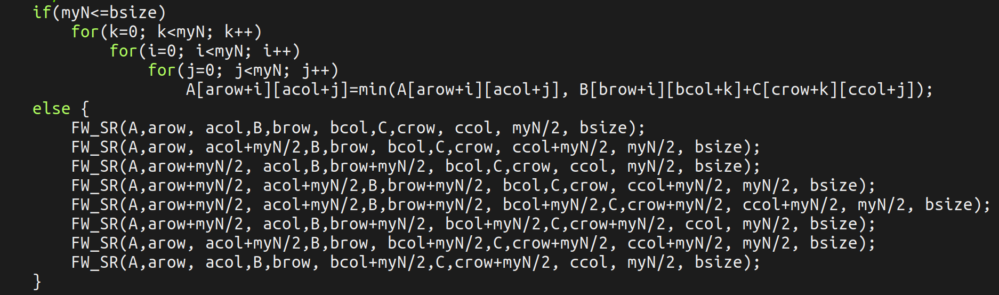 if(myN<=bsize)
for(k=0; k<myN; k++)
for(i=0; i<myN; i++)
for(j=0; j<myN; j++)
A[arow+i][acol+j]=min(A[arow+i][acol+j], B[brow+i][bcol+k]+C[crow+k][ccol+j]);
else {
FW_SR(A,arow, acol,B,brow, bcol,C,crow, ccol, myN/2, bsize);
FW_SR(A,arow, acol+myN/2,B,brow, bcol,C,crow, ccol+myN/2, myN/2, bsize);
FW_SR(A,arow+myN/2, acol,B,brow+myN/2, bcol,C,crow, ccol, myN/2, bsize);
FW_SR(A,arow+myN/2, acol+myN/2,B,brow+myN/2, bcol,C,crow, ccol+myN/2, myN/2, bsize);
FW_SR(A,arow+myN/2, acol+myN/2,B,brow+myN/2, bcol+myN/2,C,crow+myN/2, ccol+myN/2, myN/2, bsize);
FW_SR(A,arow+myN/2, acol,B,brow+myN/2, bcol+myN/2,C,crow+myN/2, ccol, myN/2, bsize);
FW_SR(A,arow, acol+myN/2,B,brow, bcol+myN/2,C,crow+myN/2, ccol+myN/2, myN/2, bsize);
FW_SR(A,arow, acol,B,brow, bcol+myN/2,C,crow+myN/2, ccol, myN/2, bsize);
}